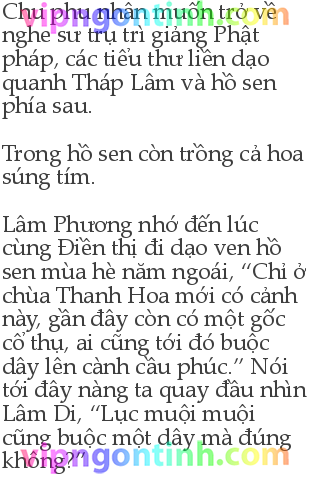 Chu phu nhân muốn trở về
vipngontinh.com
nghe sư trụ trì giảng Phật
pháp, các tiểu thư liền dạo
quanh Tháp Lâm và hồ sen
phía sau.
Trong hồ sen còn trồng cả hoa
súng tím.
Lâm Phương nhớ đến lúc
cùng Điền thị đi dạo ven hồ
sen mùa hè năm ngoái, “Chỉ ở
chùa Thanh Hoa mới có cảnh
này, gần đây còn có một gốc
cổ thụ, ai cũng tới đó buộc
dây lên cành cầu phúc.” Nói
tới đây nàng ta quay đầu nhìn
Lâm Di, “Lục muội muội
cũng buộc một dây mà đúng
không?”
vipngontinh.com